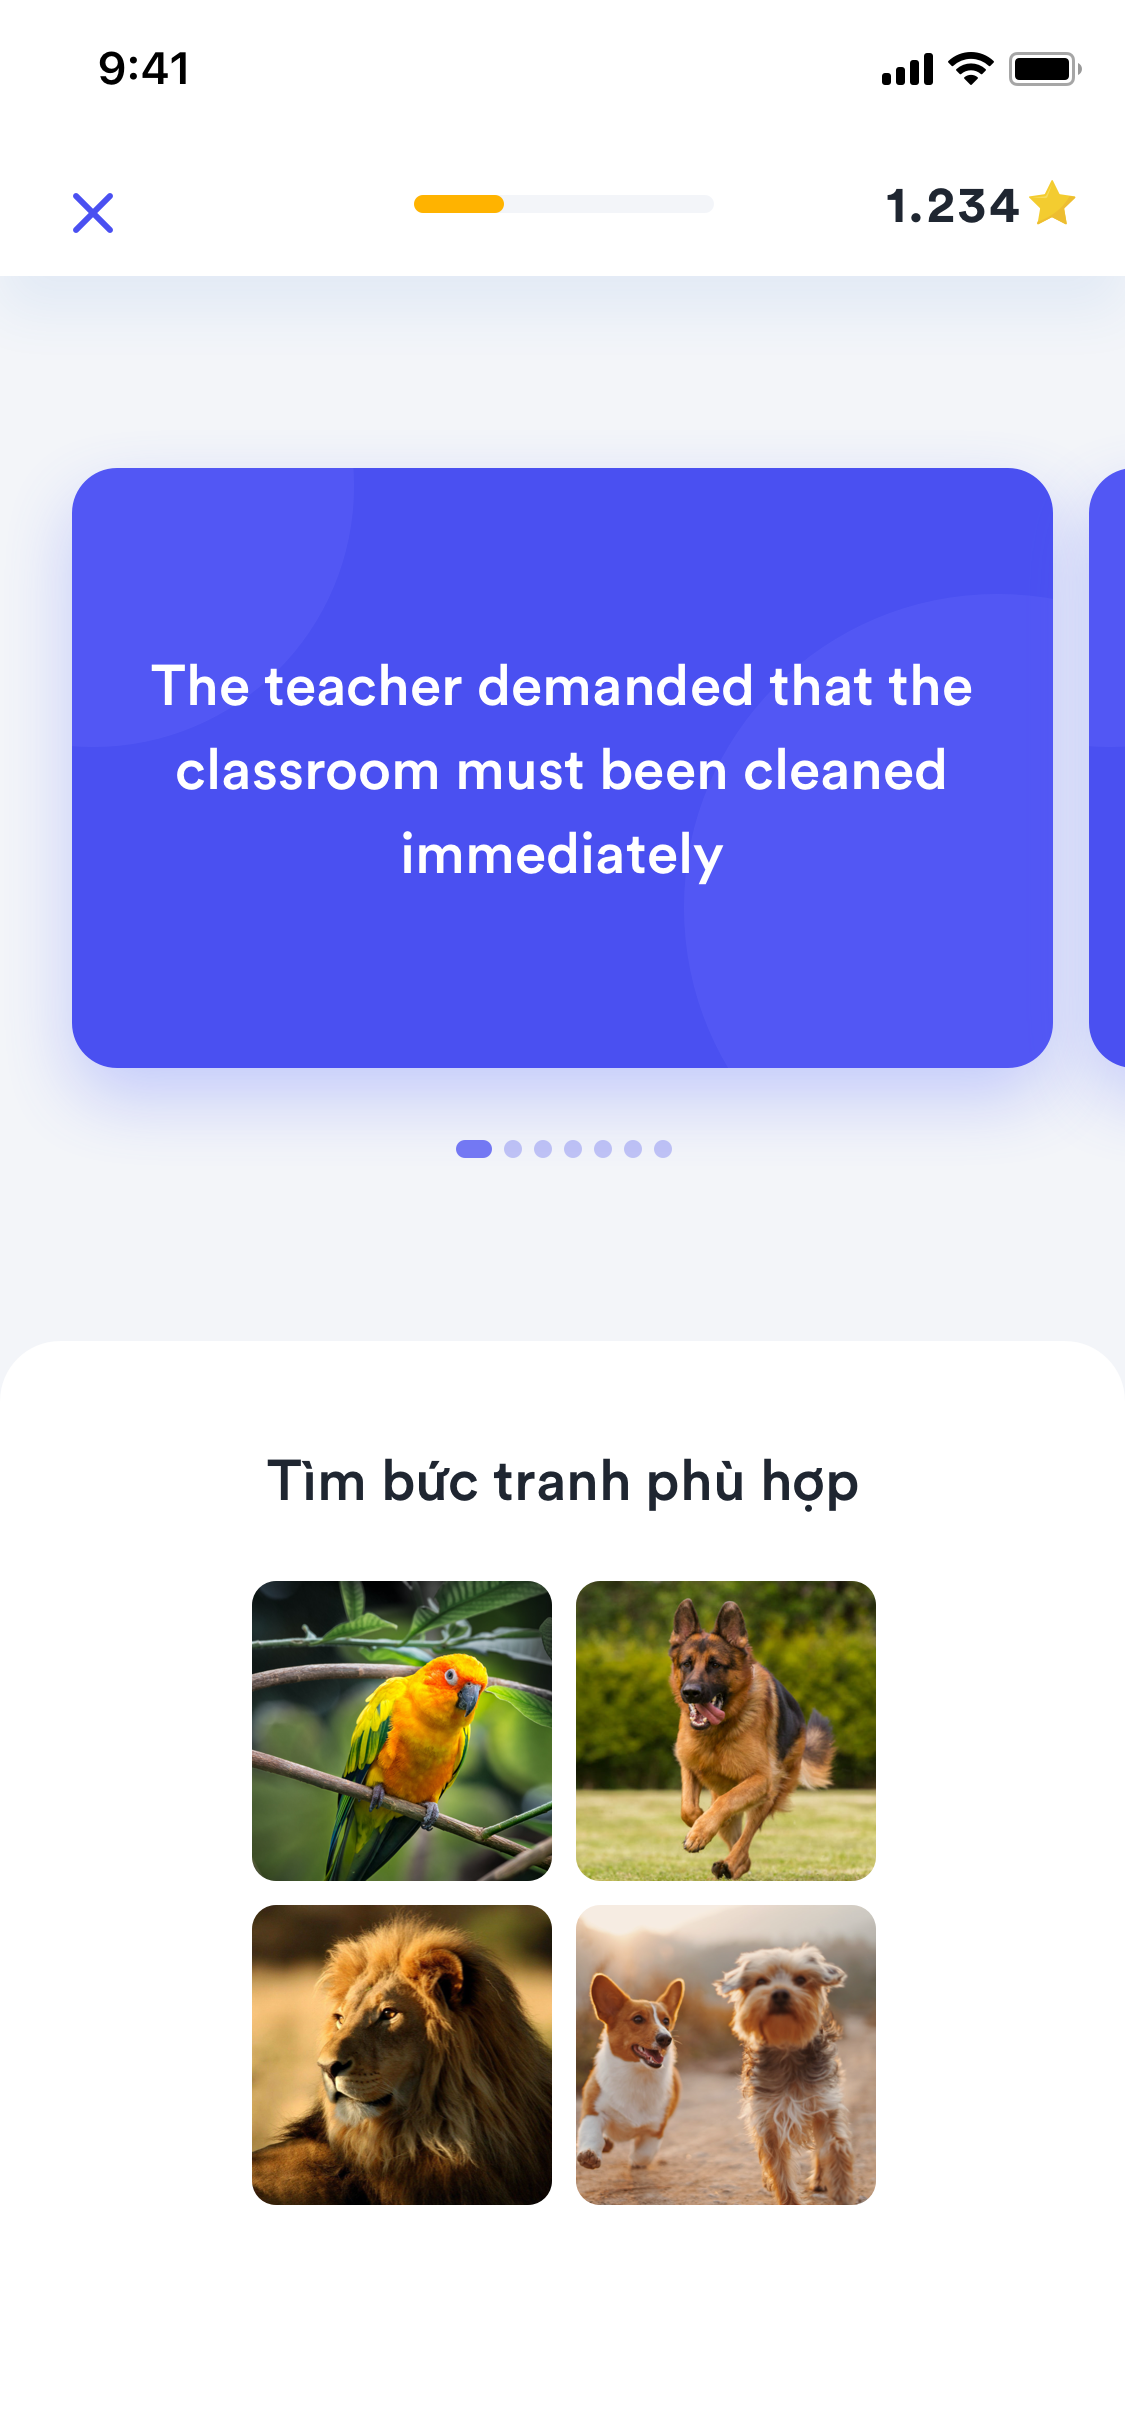 9:41
1.234
The teacher demanded that the
classroom must been cleaned
immediately
Tìm bức tranh phù hợp